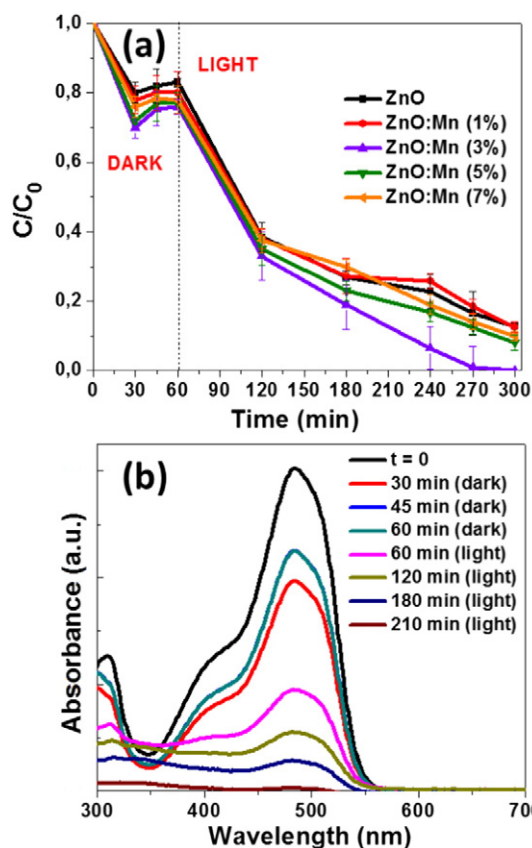 (a)
LIGHT
DARK
ZnO
ZnO:Mn (1%)
ZnO:Mn (3%)
ZnO:Mn (5%)
ZnO:Mn (7%)
C/C0
1,0
0,8
0,6
0,4
0,2
0,0
0 30 60 90 120 150 180 210 240 270 300
Time (min)
(b)
t = 0
30 min (dark)
45 min (dark)
60 min (dark)
60 min (light)
120 min (light)
180 min (light)
210 min (light)
Absorbance (a.u.)
300 400 500 600 700
Wavelength (nm)